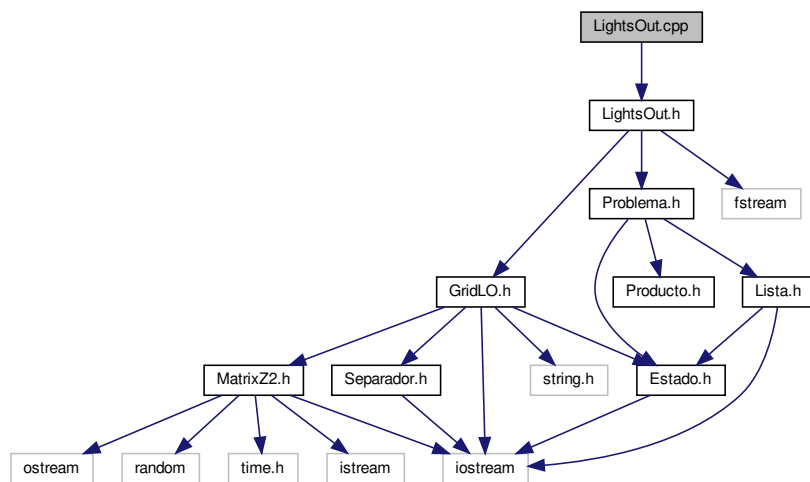 LightsOut.cpp
LightsOut.h
Problema.h
fstream
GridLO.h
Producto.h
Lista.h
MatrixZ2.h
Separador.h
string.h
Estado.h
ostream
random
time.h
istream
iostream